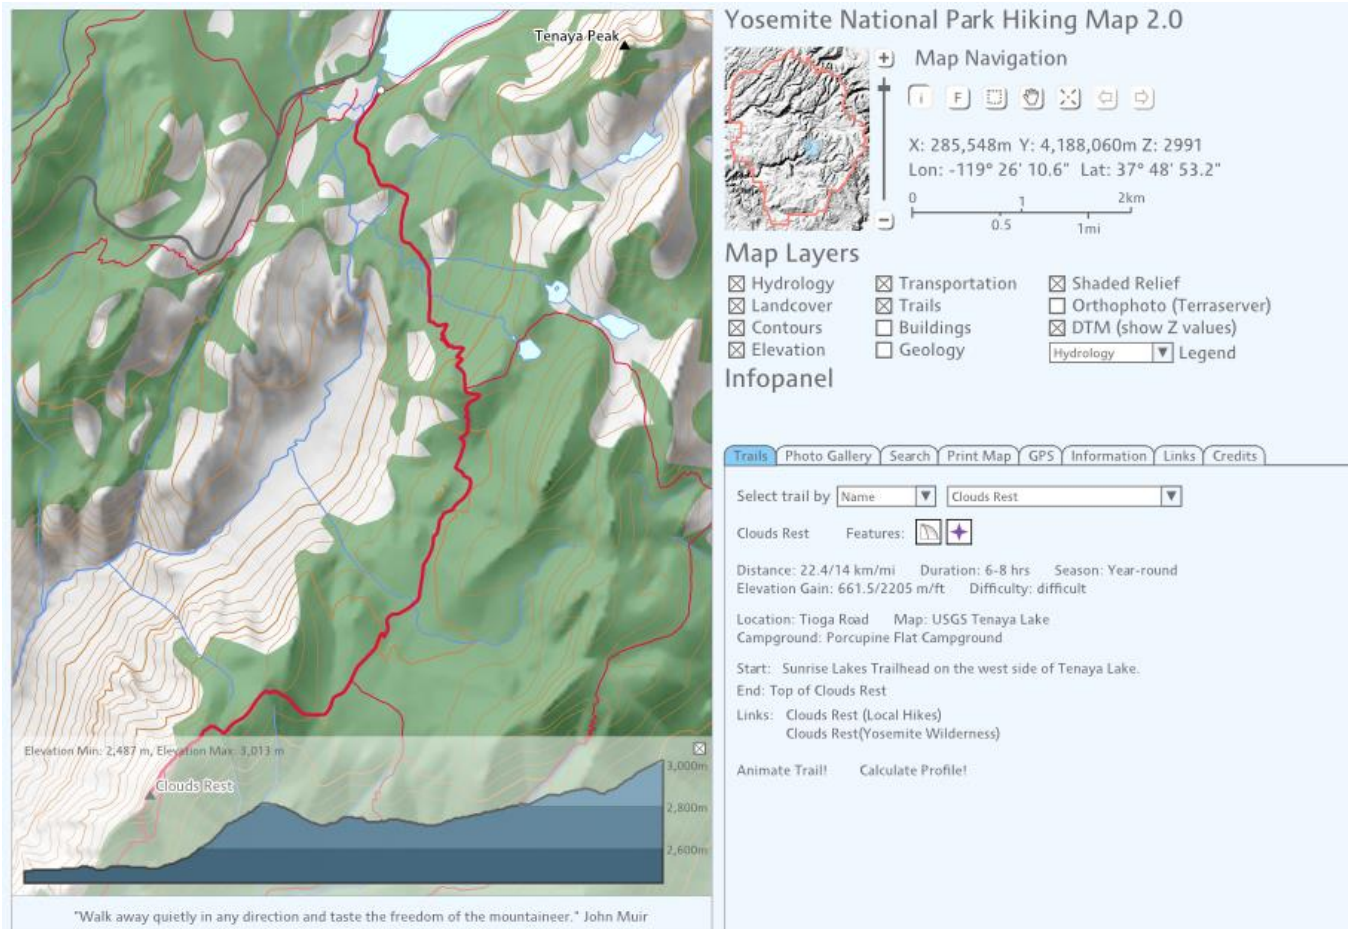 Yosemite National Park Hiking Map 2.0
Tenaya Peak
Map Navigation
i F
X: 285,548m Y: 4,188,060m Z: 2991
Lon: -119° 26' 10.6" Lat: 37° 48' 53.2"
0 1 2km
0.5 1mi
Map Layers
Hydrology Transportation Shaded Relief
Landcover Trails Orthophoto (Terraserver)
Contours Buildings DTM (show Z values)
Elevation Geology Hydrology Legend
Infopanel
Trails Photo Gallery Search Print Map GPS Information Links Credits
Select trail by Name Clouds Rest
Clouds Rest Features:
Distance: 22.4/14 km/mi Duration: 6-8 hrs Season: Year-round
Elevation Gain: 661.5/2205 m/ft Difficulty: difficult
Location: Tioga Road Map: USGS Tenaya Lake
Campground: Porcupine Flat Campground
Start: Sunrise Lakes Trailhead on the west side of Tenaya Lake.
End: Top of Clouds Rest
Links: Clouds Rest (Local Hikes)
Clouds Rest(Yosemite Wilderness)
Animate Trail! Calculate Profile!
Elevation Min: 2,487 m, Elevation Max: 3,013 m
3,000m
Clouds Rest
2,800m
2,600m
"Walk away quietly in any direction and taste the freedom of the mountaineer." John Muir